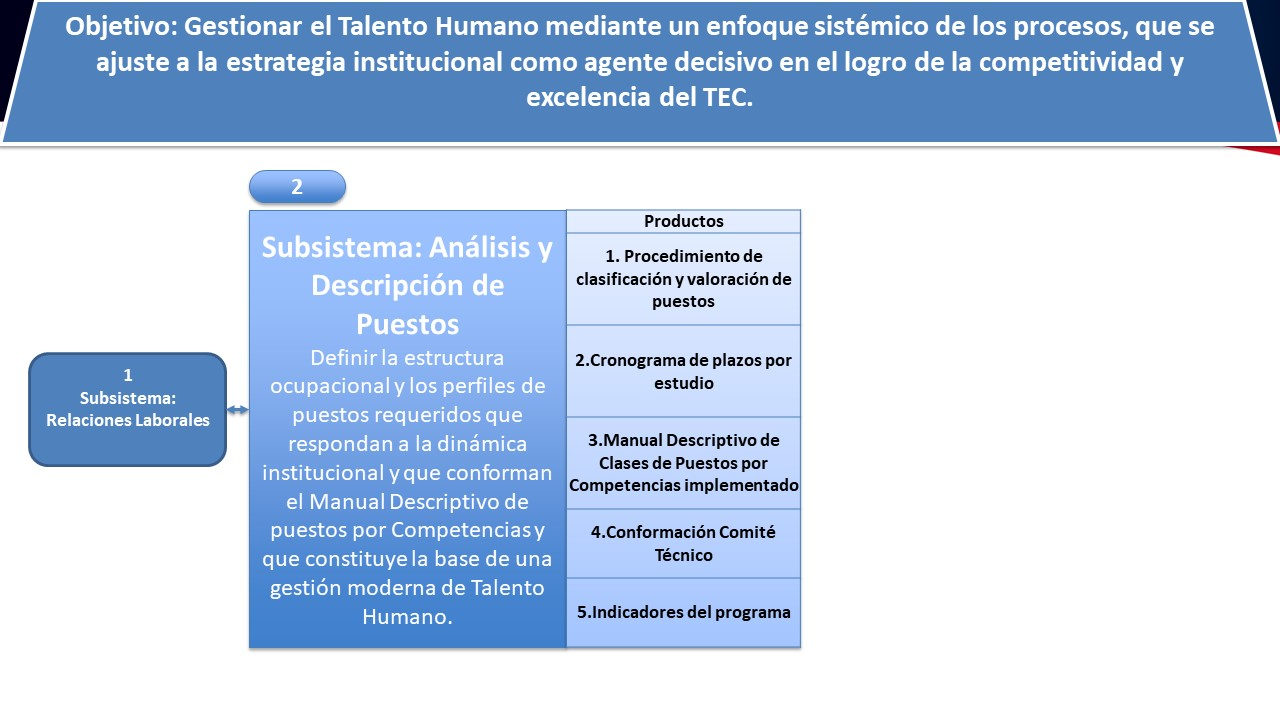 Objetivo: Gestionar el Talento Humano mediante un enfoque sistémico de los procesos, que se
ajuste a la estrategia institucional como agente decisivo en el logro de la competitividad y
excelencia del TEC.
2
Subsistema: Análisis y
Descripción de
Puestos
Definir la estructura
ocupacional y los perfiles de
puestos requeridos que
respondan a la dinámica
institucional y que conforman
el Manual Descriptivo de
puestos por Competencias y
que constituye la base de una
gestión moderna de Talento
Humano.
Productos
1. Procedimiento de
clasificación y valoración de
puestos
2.Cronograma de plazos por
estudio
3.Manual Descriptivo de
Clases de Puestos por
Competencias implementado
4.Conformación Comité
Técnico
5.Indicadores del programa
1
Subsistema:
Relaciones Laborales